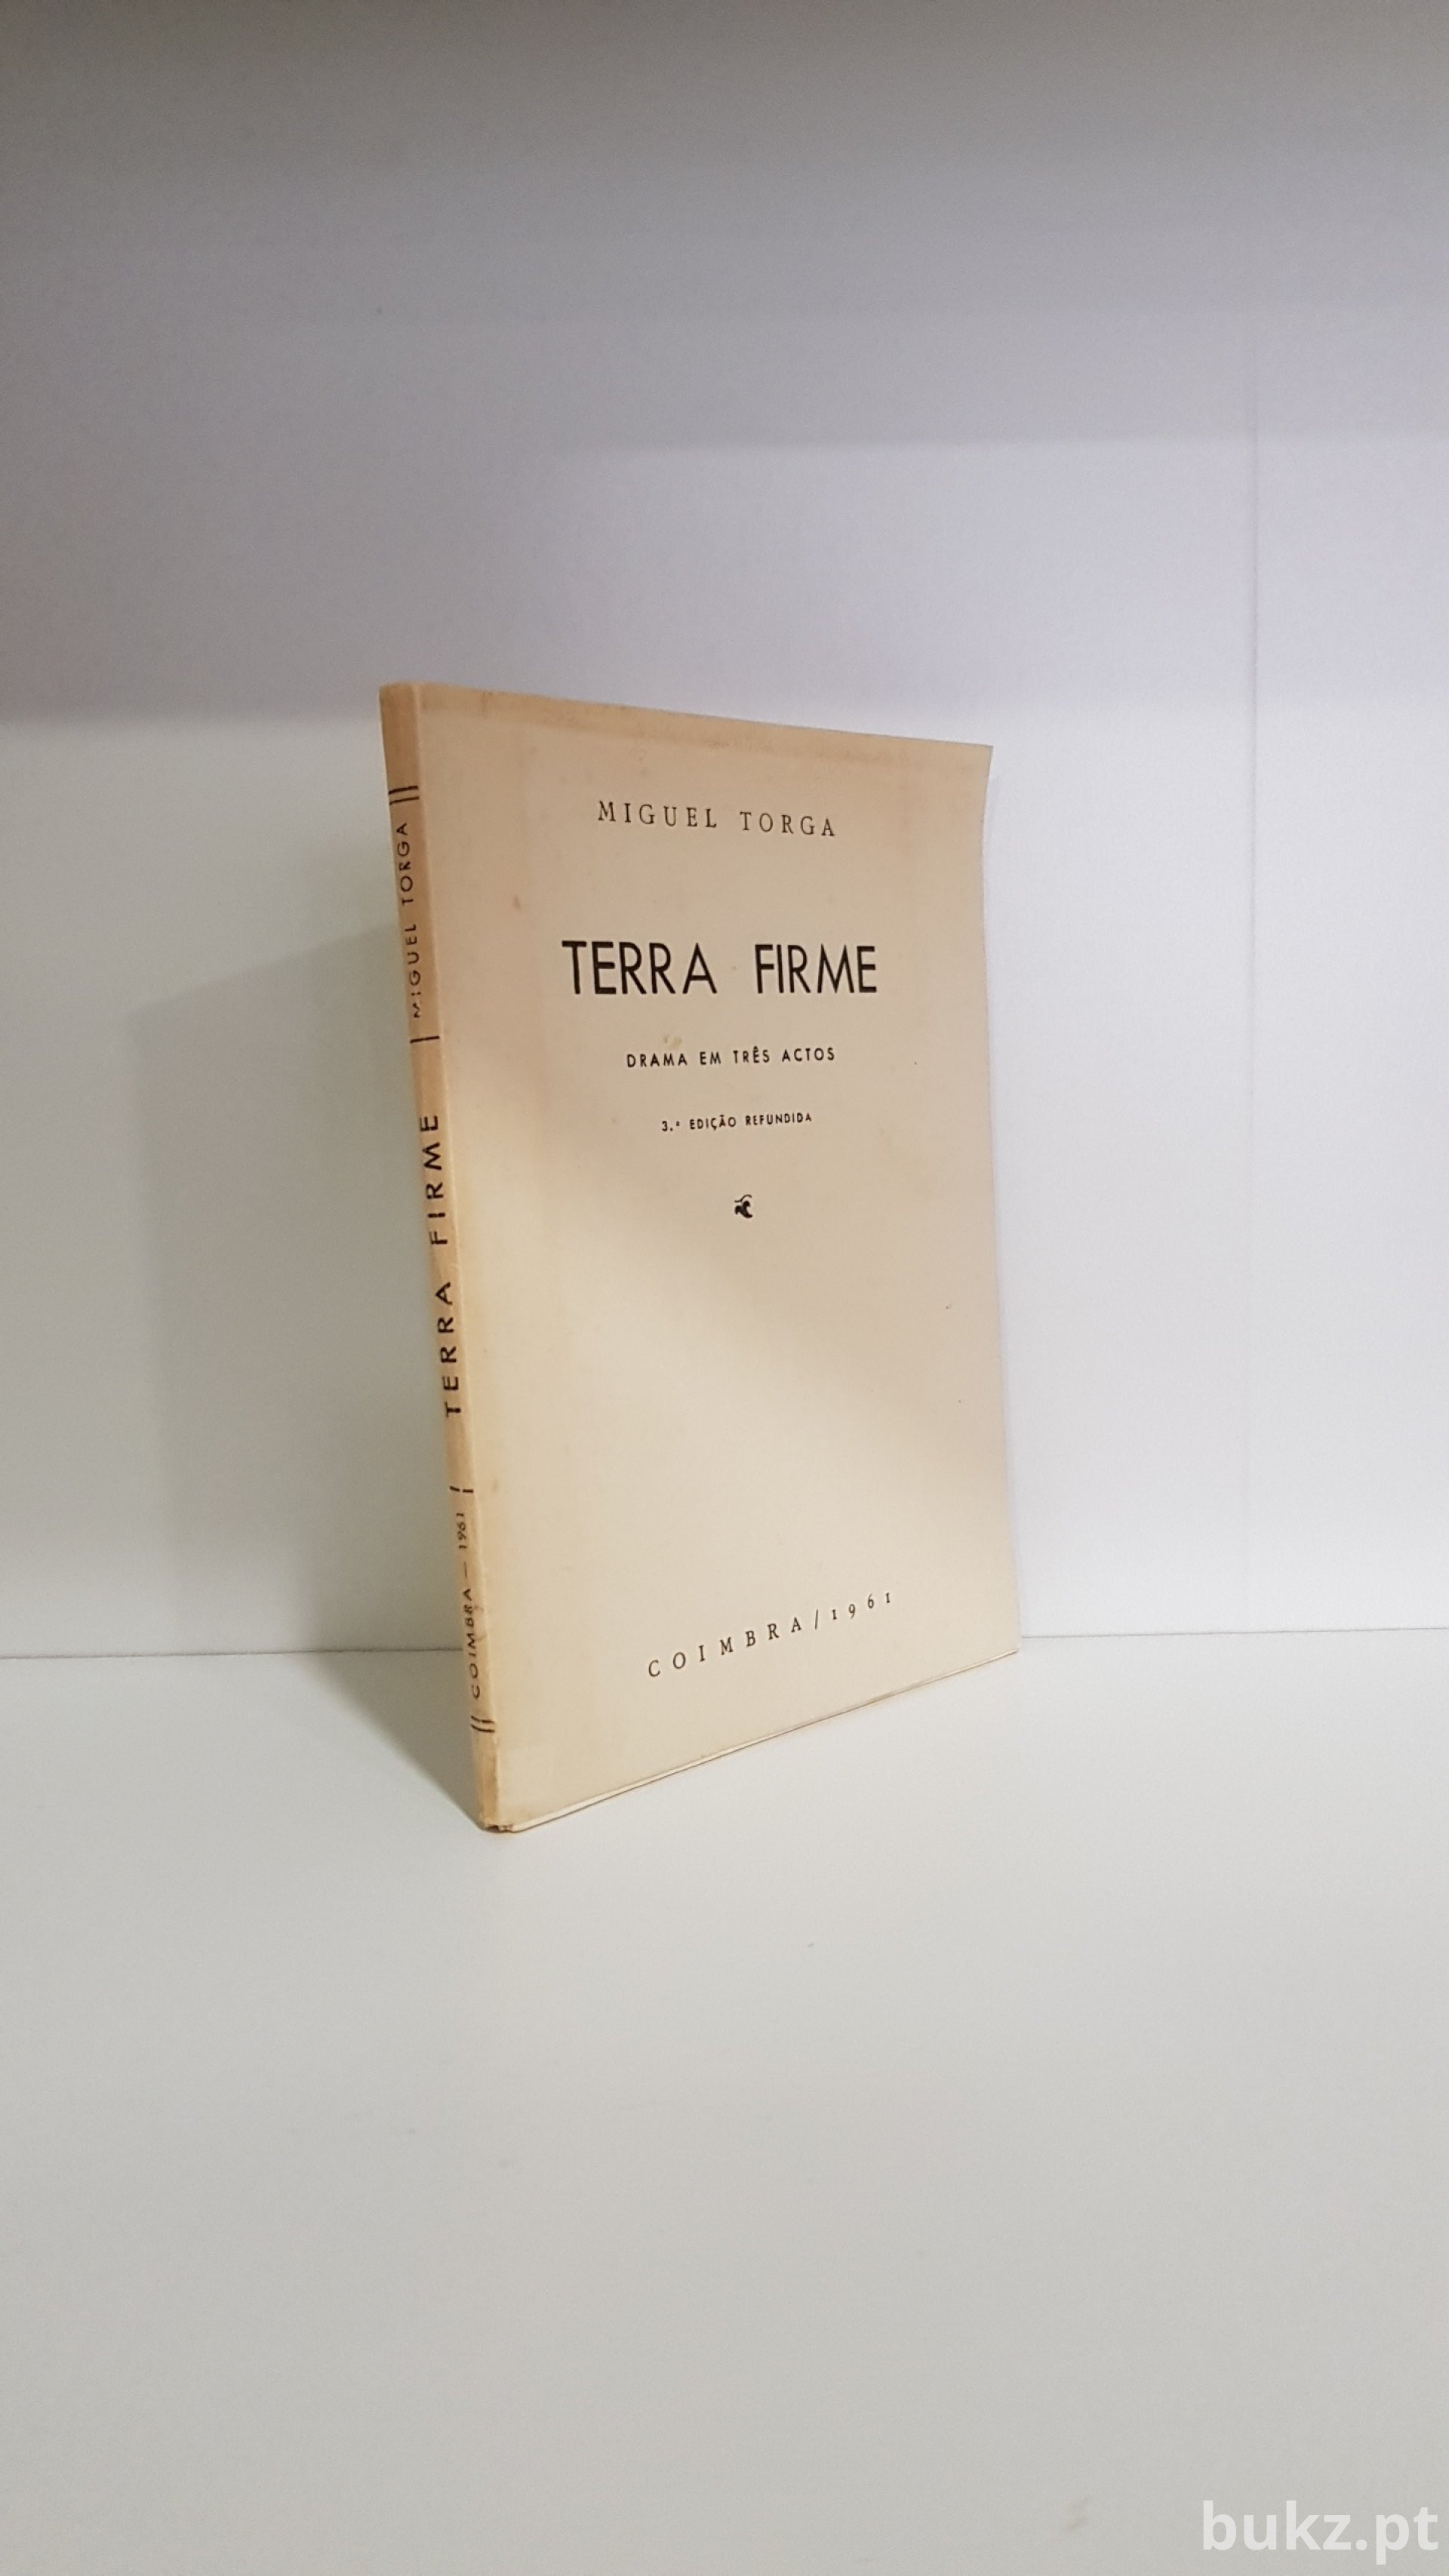 MIGUEL TORGA
TERRA FIRME
DRAMA EM TRÊS ACTOS
3.ª EDIÇÃO REFUNDIDA
COIMBRA/1961
COIMBRA — 1961
TERRA FIRME
MIGUEL TORGA
bukz.pt